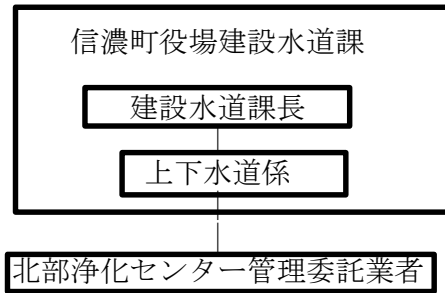 信濃町役場建設水道課
建設水道課長
上下水道係
北部浄化センター管理委託業者